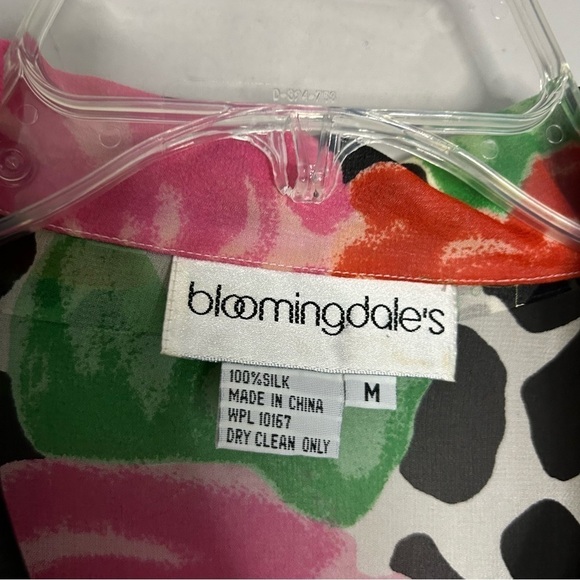 bloomingdale's
100%SILK
MADE IN CHINA
WPL 10167
DRY CLEAN ONLY
M